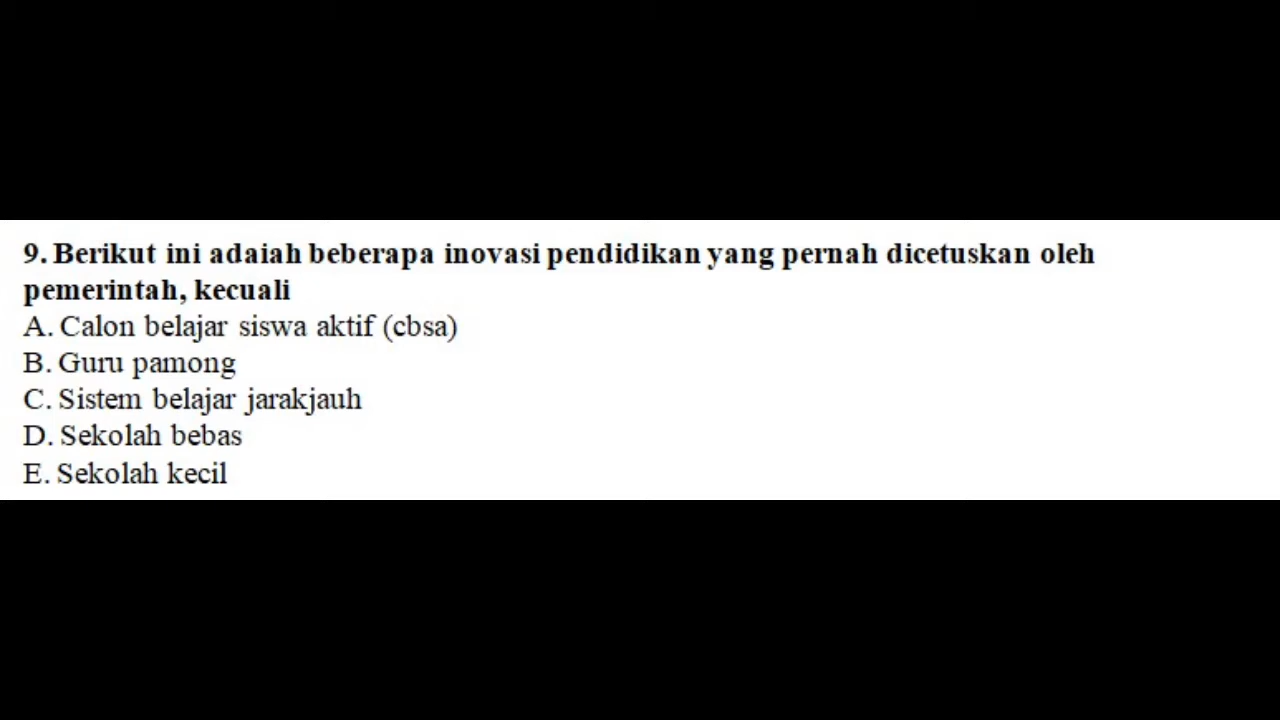 9. Berikut ini adaiah beberapa inovasi pendidikan yang pernah dicetuskan oleh
pemerintah, kecuali
A. Calon belajar siswa aktif (cbsa)
B. Guru pamong
C. Sistem belajar jarakjauh
D. Sekolah bebas
E. Sekolah kecil